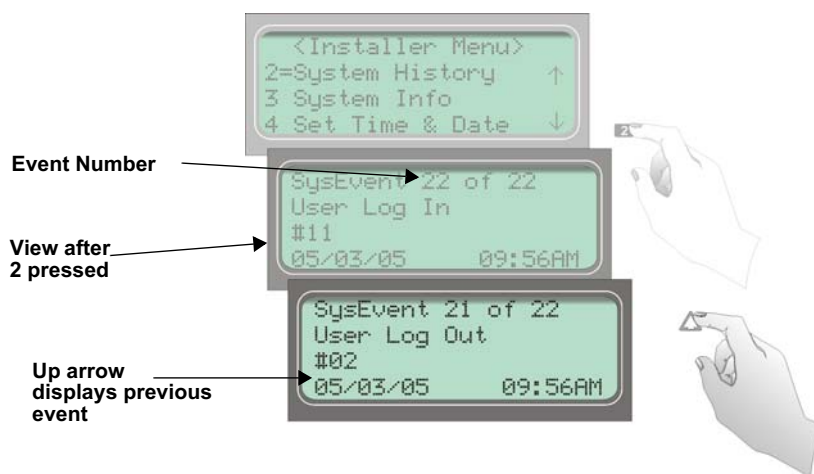 <Installer Menu>
2=System History ↑
3 System Info
4 Set Time & Date ↓
2
Event Number
SysEvent 22 of 22
User Log In
#11
05/03/05 09:56AM
View after
2 pressed
SysEvent 21 of 22
User Log Out
#02
05/03/05 09:56AM
Up arrow
displays previous
event